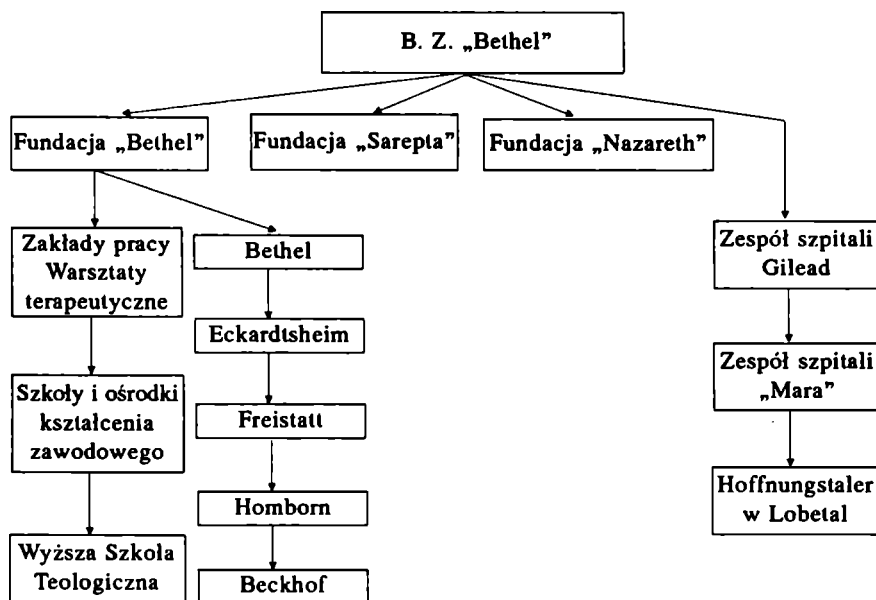 B. Z. „Bethel”
Fundacja „Bethel”
Fundacja „Sarepta”
Fundacja „Nazareth”
Zakłady pracy
Warsztaty
terapeutyczne
Bethel
Zespół szpitali
Gilead
Eckardtsheim
Szkoły i ośrodki
kształcenia
zawodowego
Zespół szpitali
„Mara”
Freistatt
Homborn
Hoffnungstaler
w Lobetal
Wyższa Szkoła
Teologiczna
Beckhof